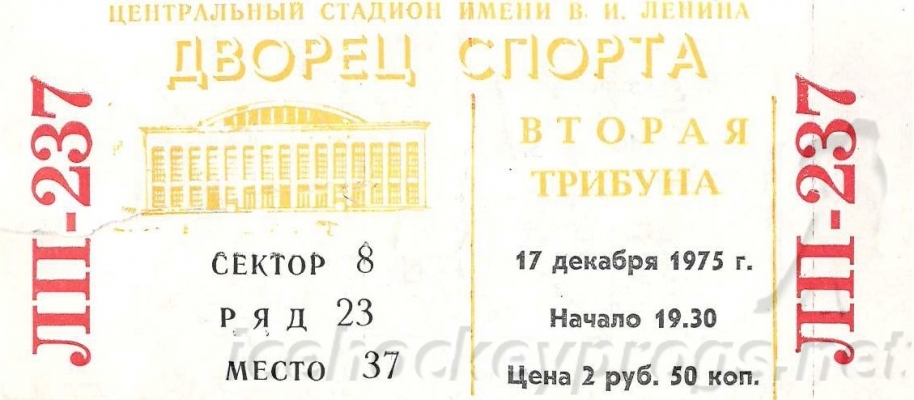 ЦЕНТРАЛЬНЫЙ СТАДИОН ИМЕНИ В. И. ЛЕНИНА
ДВОРЕЦ СПОРТА
ЛП-237
ВТОРАЯ
ТРИБУНА
СЕКТОР 8
РЯД 23
МЕСТО 37
17 декабря 1975 г.
Начало 19.30
Цена 2 руб. 50 коп.
ЛП-237
icehockeyprogs.net